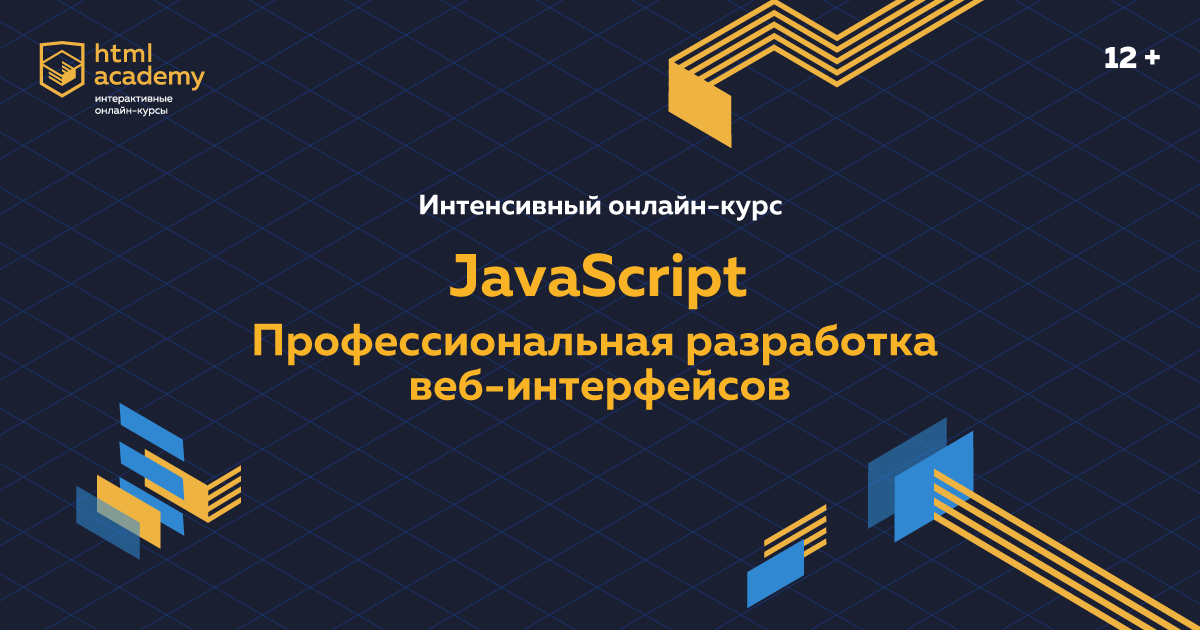 html
academy
интерактивные
онлайн-курсы
12 +
Интенсивный онлайн-курс
JavaScript
Профессиональная разработка
веб-интерфейсов